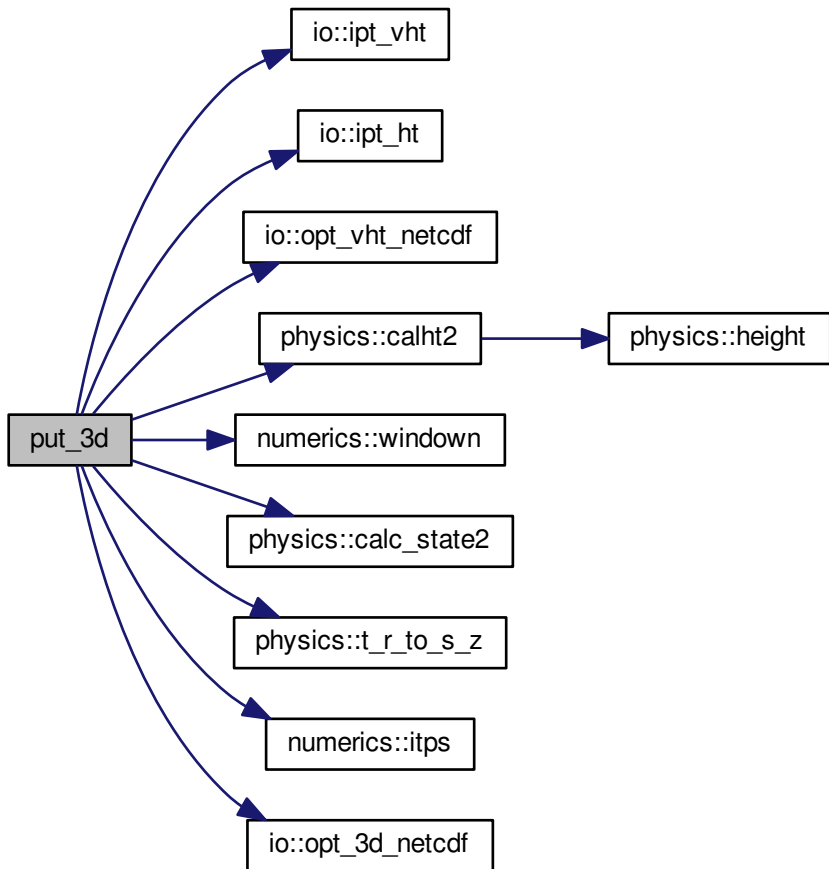 io::ipt_vht
io::ipt_ht
io::opt_vht_netcdf
physics::calht2
physics::height
put_3d
numerics::windown
physics::calc_state2
physics::t_r_to_s_z
numerics::itps
io::opt_3d_netcdf